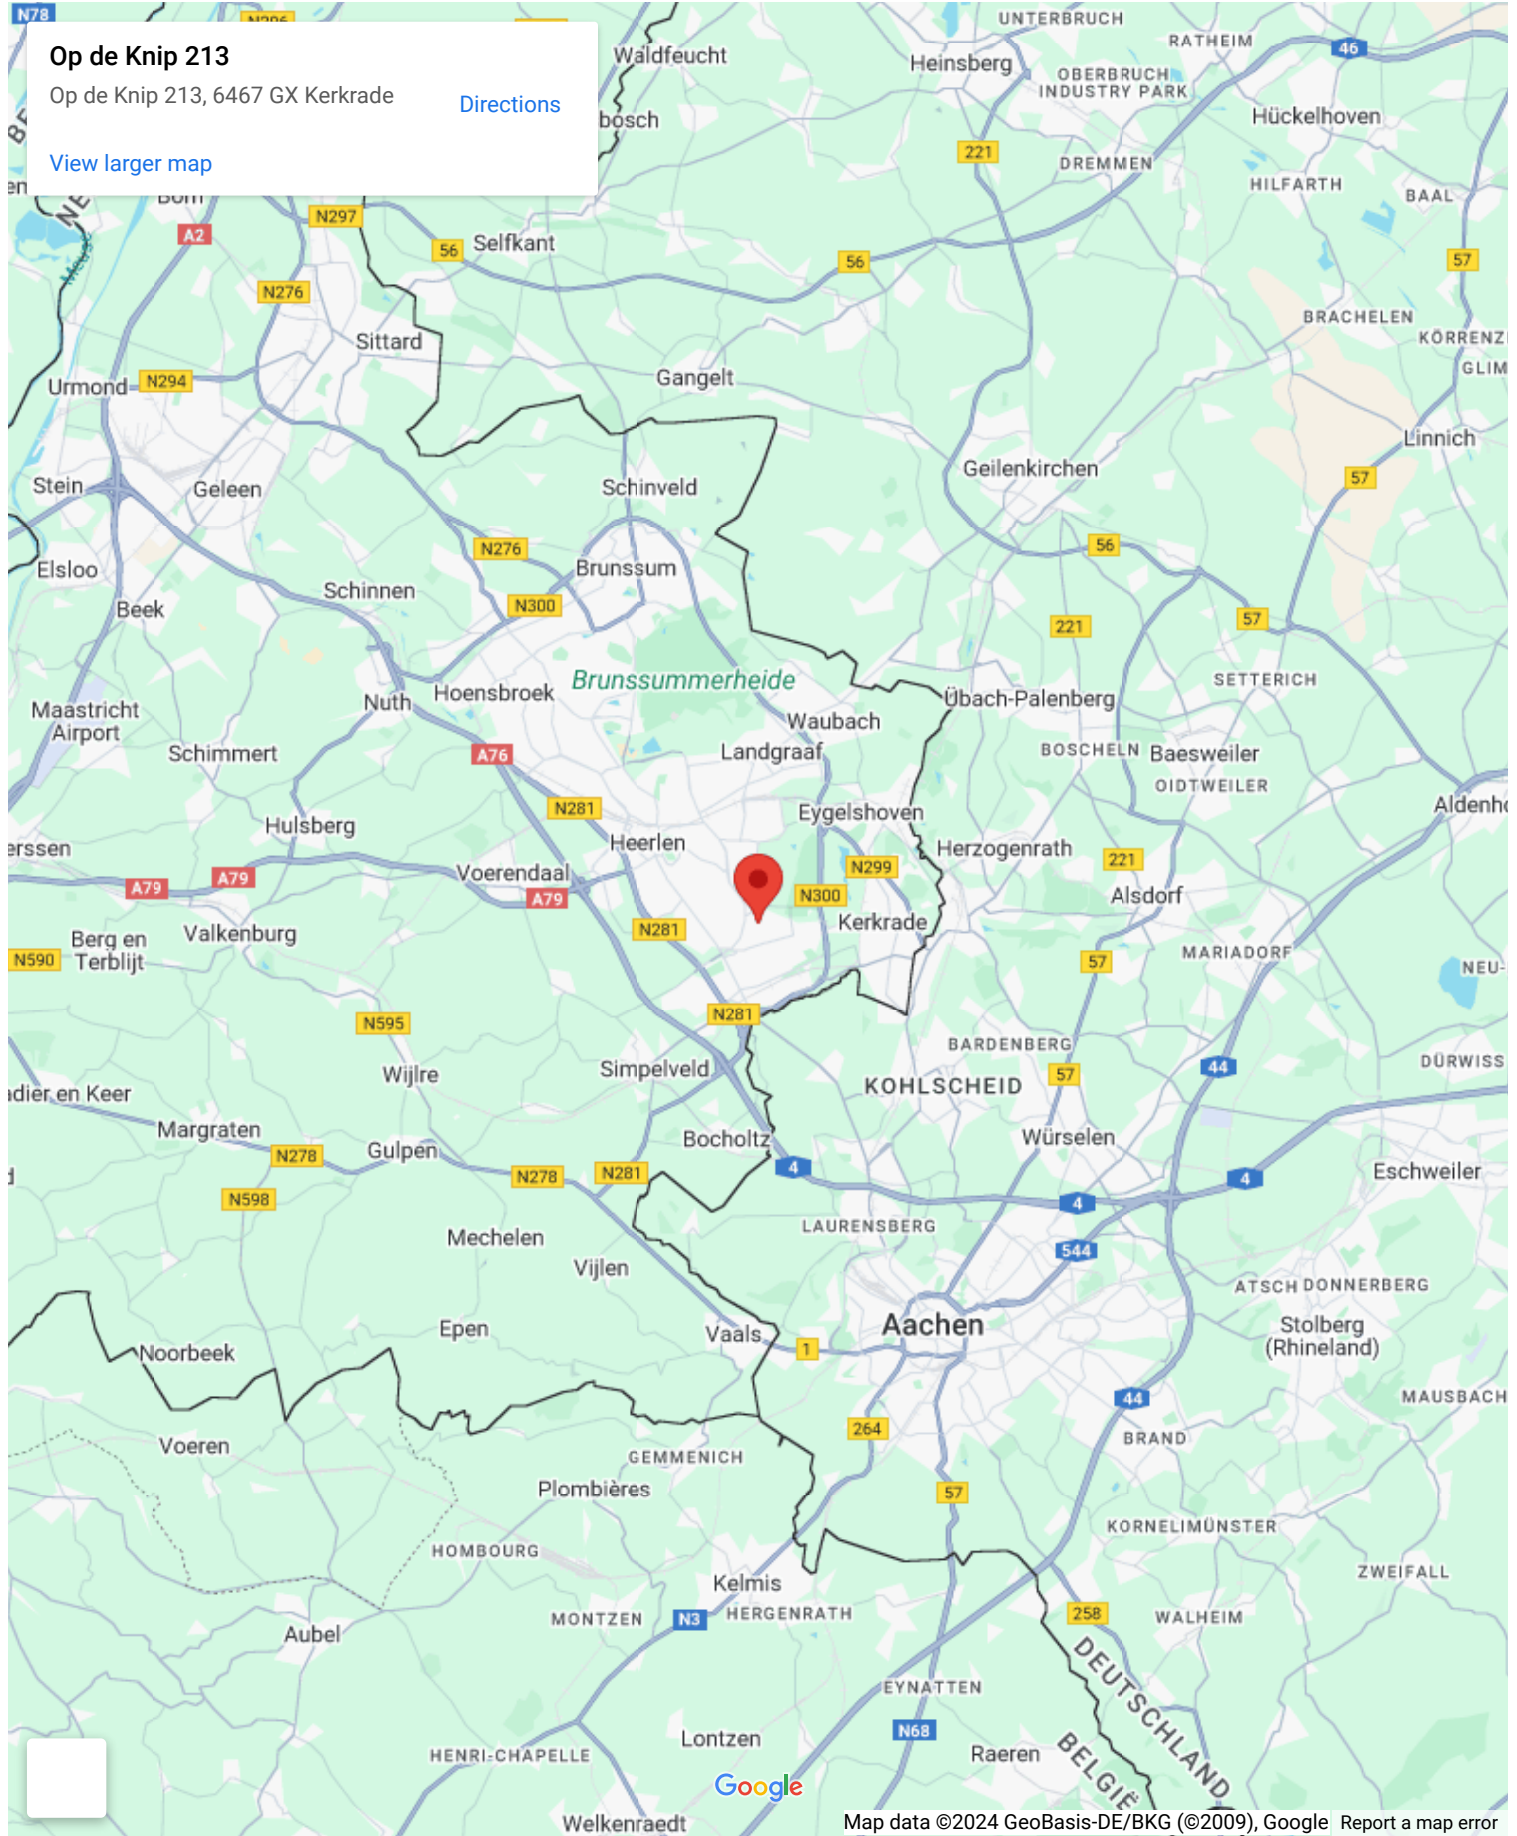 N78
Op de Knip 213
Op de Knip 213, 6467 GX Kerkrade
Directions
View larger map
UNTERBRUCH
RATHEIM
46
Waldfeucht
Heinsberg
OBERBRUCH
INDUSTRY PARK
Hückelhoven
221
DREMMEN
HILFARTH
BAAL
N297
A2
56
Selfkant
56
57
Meuse
N276
BRACHELEN
Sittard
Gangelt
Urmond
N294
Linnich
Geilenkirchen
57
Stein
Geleen
Schinveld
N276
56
Elsloo
Brunssum
Schinnen
Beek
N300
57
221
Brunssummerheide
SETTERICH
Hoensbroek
Nuth
Übach-Palenberg
Maastricht
Airport
Waubach
Schimmert
A76
Landgraaf
BOSCHELN
Baesweiler
OIDTWEILER
N281
Eygelshoven
Hulsberg
Heerlen
Herzogenrath
221
A79
A79
Voerendaal
A79
N299
N300
Alsdorf
Kerkrade
N281
Valkenburg
Berg en
Terblijt
N590
57
MARIADORF
N595
N281
BARDENBERG
Wijlre
Simpelveld
KOHLSCHEID
57
44
DÜRWISS
Margraten
Gulpen
Bocholtz
Würselen
N278
N278
N281
4
4
4
Eschweiler
N598
LAURENSBERG
Mechelen
544
Vijlen
ATSCH
DONNERBERG
Epen
Vaals
Aachen
Stolberg
(Rhineland)
1
Noorbeek
44
MAUSBACH
264
BRAND
Voeren
GEMMENICH
Plombières
57
KORNELIMÜNSTER
HOMBOURG
ZWEIFALL
Kelmis
HERGENRATH
MONTZEN
N3
258
WALHEIM
Aubel
DEUTSCHLAND
EYNATTEN
N68
Lontzen
Raeren
BELGIË
HENRI-CHAPELLE
Google
Welkenraedt
Map data ©2024 GeoBasis-DE/BKG (©2009), Google
Report a map error